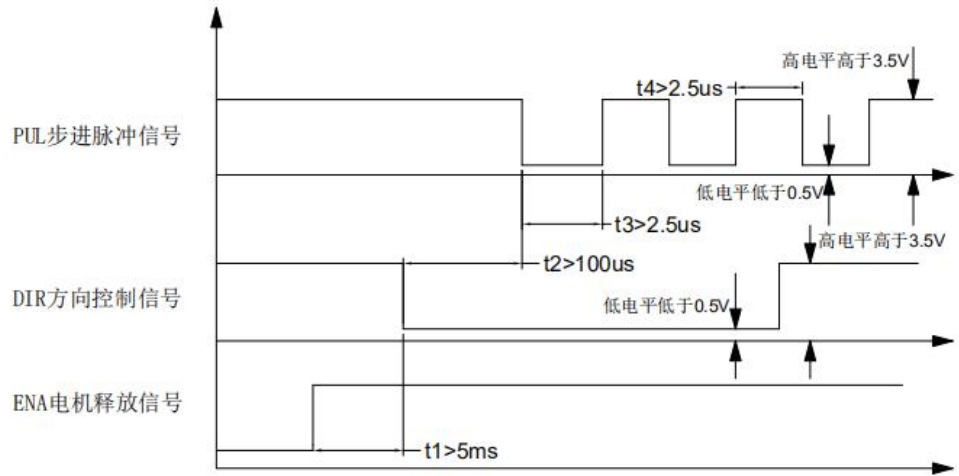 高电平高于3.5V
t4>2.5us
PUL步进脉冲信号
低电平低于0.5V
t3>2.5us
高电平高于3.5V
t2>100us
DIR方向控制信号
低电平低于0.5V
ENA电机释放信号
t1>5ms